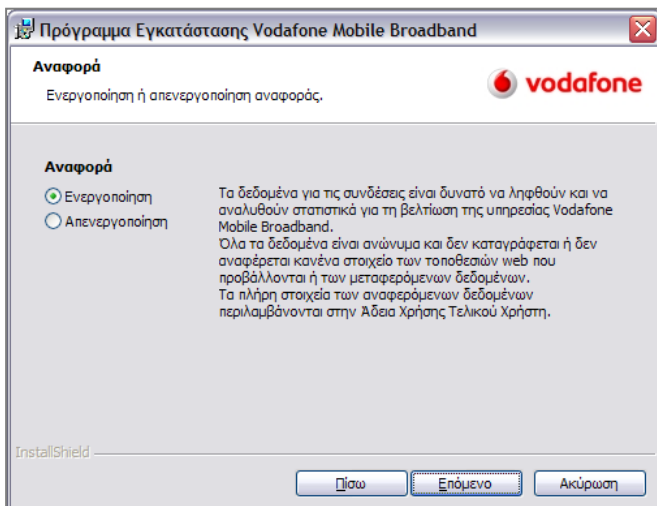 Πρόγραμμα Εγκατάστασης Vodafone Mobile Broadband
Αναφορά
Ενεργοποίηση ή απενεργοποίηση αναφοράς.
vodafone
Αναφορά
Ενεργοποίηση
Απενεργοποίηση
Τα δεδομένα για τις συνδέσεις είναι δυνατό να ληφθούν και να
αναλυθούν στατιστικά για τη βελτίωση της υπηρεσίας Vodafone
Mobile Broadband.
Όλα τα δεδομένα είναι ανώνυμα και δεν καταγράφεται ή δεν
αναφέρεται κανένα στοιχείο των τοποθεσιών web που
προβάλλονται ή των μεταφερόμενων δεδομένων.
Τα πλήρη στοιχεία των αναφερόμενων δεδομένων
περιλαμβάνονται στην Άδεια Χρήσης Τελικού Χρήστη.
InstallShield
Πίσω
Επόμενο
Ακύρωση